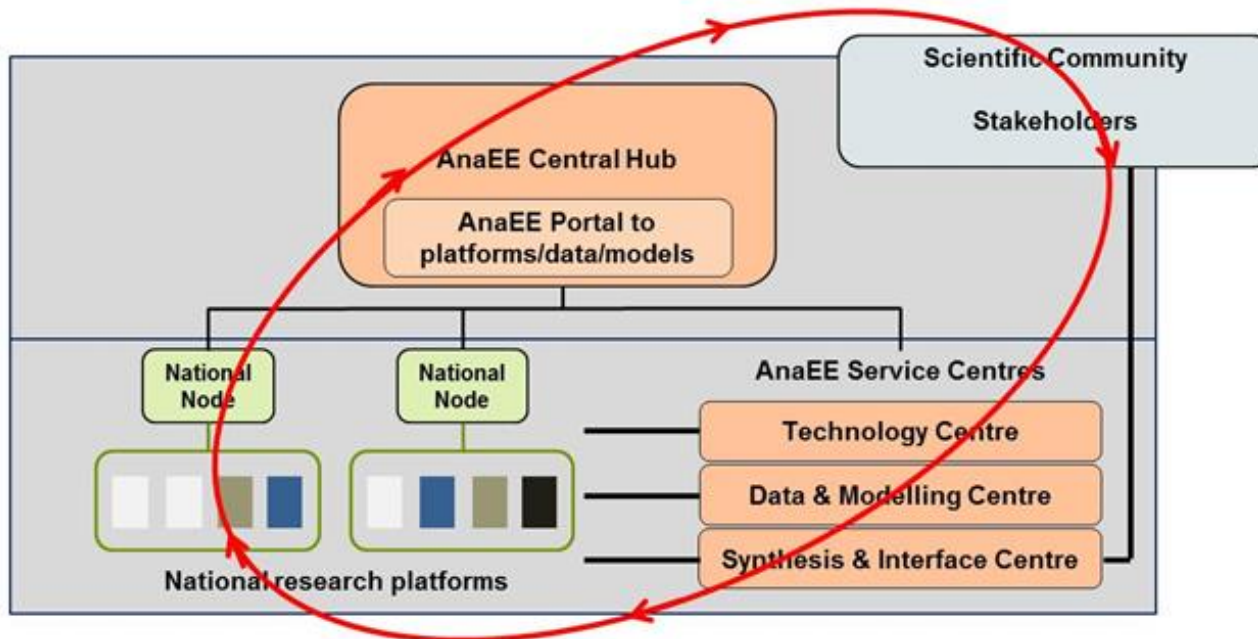 Scientific Community
Stakeholders
AnaEE Central Hub
AnaEE Portal to
platforms/data/models
National
Node
National
Node
AnaEE Service Centres
Technology Centre
Data & Modelling Centre
Synthesis & Interface Centre
National research platforms